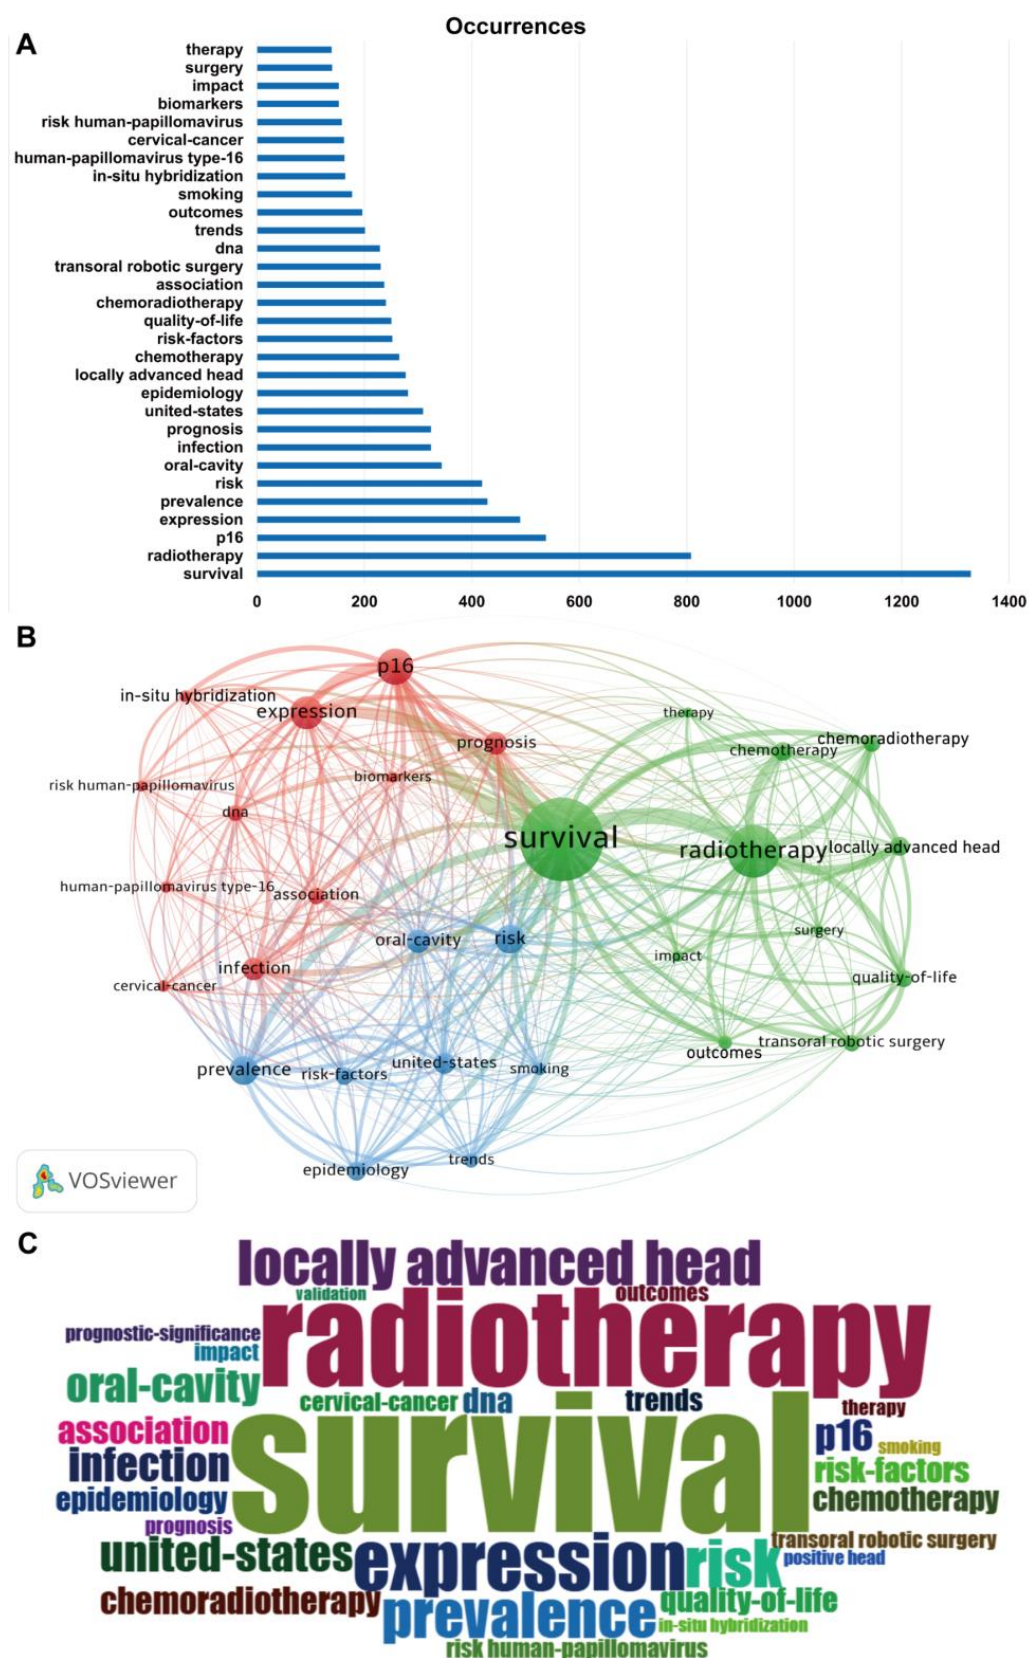 Occurrences
A
therapy
surgery
impact
biomarkers
risk human-papillomavirus
cervical-cancer
human-papillomavirus type-16
in-situ hybridization
smoking
outcomes
trends
dna
transoral robotic surgery
association
chemoradiotherapy
quality-of-life
risk-factors
chemotherapy
locally advanced head
epidemiology
united-states
prognosis
infection
oral-cavity
risk
prevalence
expression
p16
radiotherapy
survival
0 200 400 600 800 1000 1200 1400
B
p16
in-situ hybridization
expression
therapy
prognosis
chemoradiotherapy
chemotherapy
biomarkers
risk human-papillomavirus
dna
survival
radiotherapy
locally advanced head
human-papillomavirus type-16
association
surgery
oral-cavity
risk
impact
infection
quality-of-life
cervical-cancer
transoral robotic surgery
outcomes
prevalence
risk-factors
united-states
smoking
trends
epidemiology
VOSviewer
C
locally advanced head
validation
outcomes
radiotherapy
prognostic-significance
impact
oral-cavity
cervical-cancer
dna
trends
therapy
association
survival
p16
smoking
infection
risk-factors
epidemiology
chemotherapy
prognosis
united-states
expression
risk
transoral robotic surgery
positive head
chemoradiotherapy
prevalence
quality-of-life
in-situ hybridization
risk human-papillomavirus